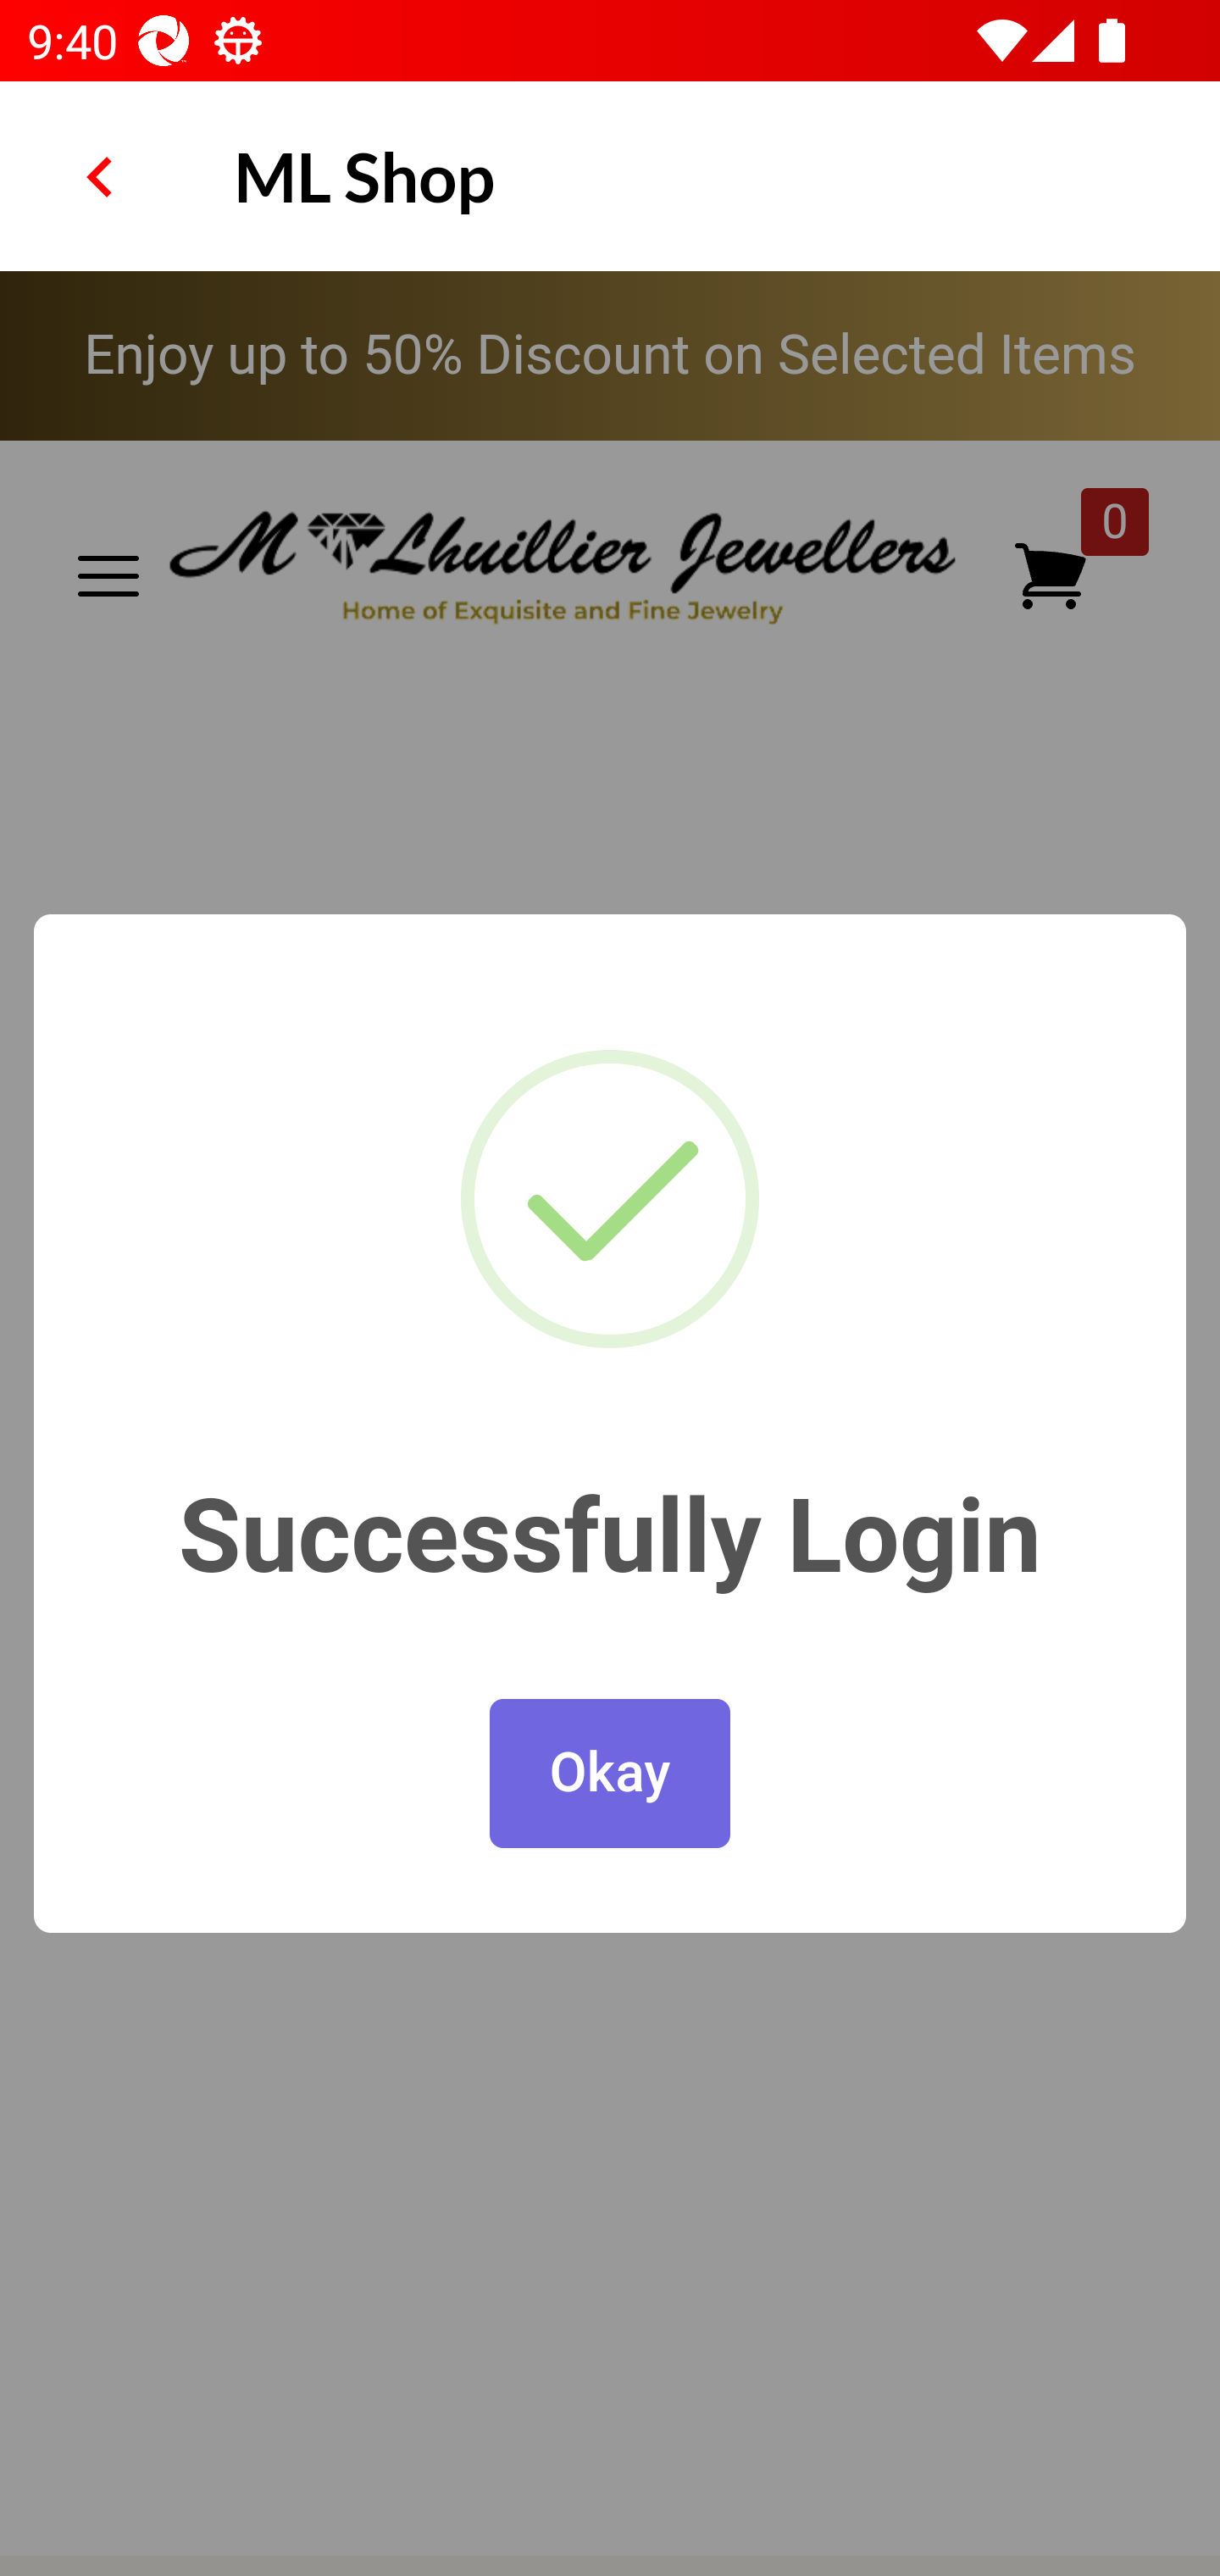 9:40
ML Shop
Enjoy up to 50% Discount on Selected Items
0
M Lhuillier Jewellers
Home of Exquisite and Fine Jewelry
Successfully Login
Okay